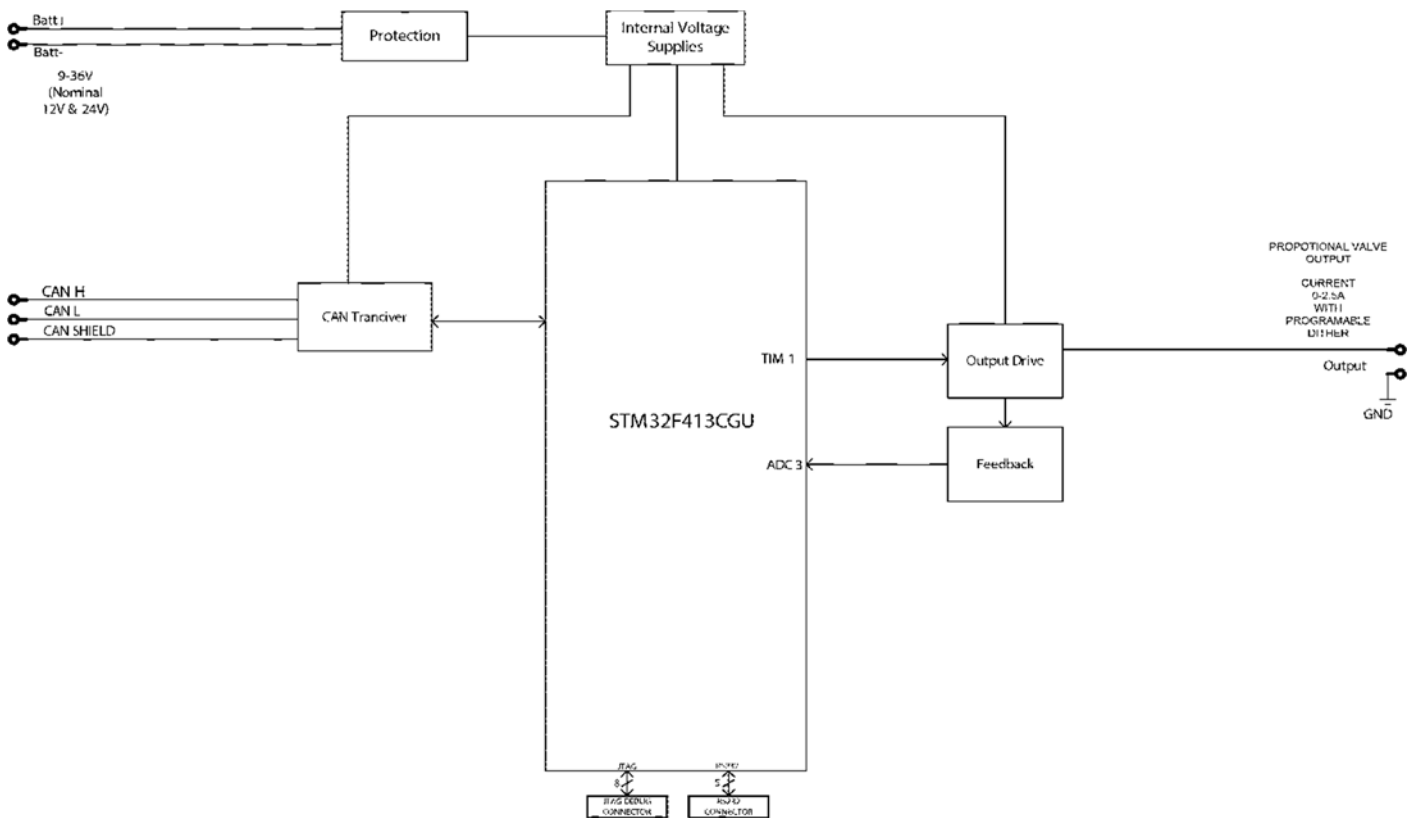 Batt+
Batt-
9-36V
(Nominal
12V & 24V)
Protection
Internal Voltage
Supplies
CAN H
CAN L
CAN SHIELD
CAN Tranciver
STM32F413CGU
TIM 1
ADC 3
Output Drive
Feedback
PROPOTIONAL VALVE
OUTPUT
CURRENT
0-2.5A
WITH
PROGRAMABLE
DITHER
Output
GND
JTAG
RS232
8
5
JTAG DEBUG
CONNECTOR
RS232
CONNECTOR